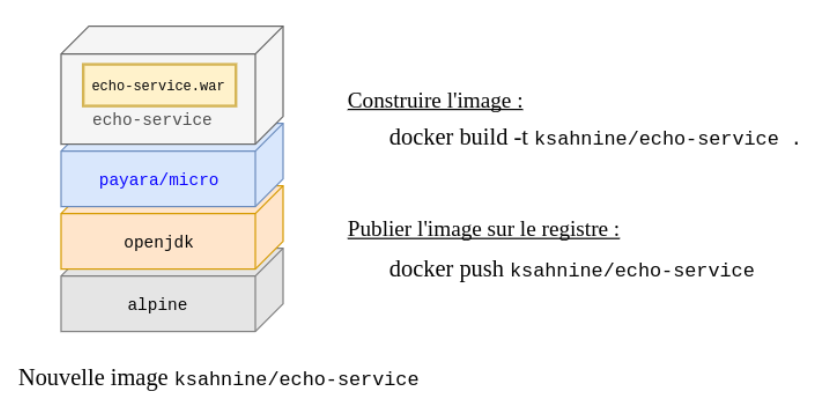 echo-service.war
echo-service
payara/micro
openjdk
alpine
Construire l'image :
docker build -t ksahnine/echo-service .
Publier l'image sur le registre :
docker push ksahnine/echo-service
Nouvelle image ksahnine/echo-service